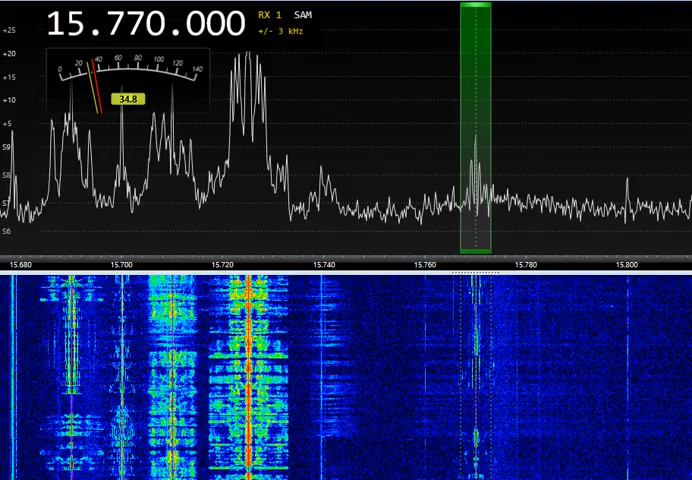 15.770.000 RX 1 SAM
+/- 3 kHz
+25
+20
+15
+10
+5
S9
S8
S7
S6
0 20 40 60 80 100 120 140
34.8
15.680 15.700 15.720 15.740 15.760 15.780 15.800